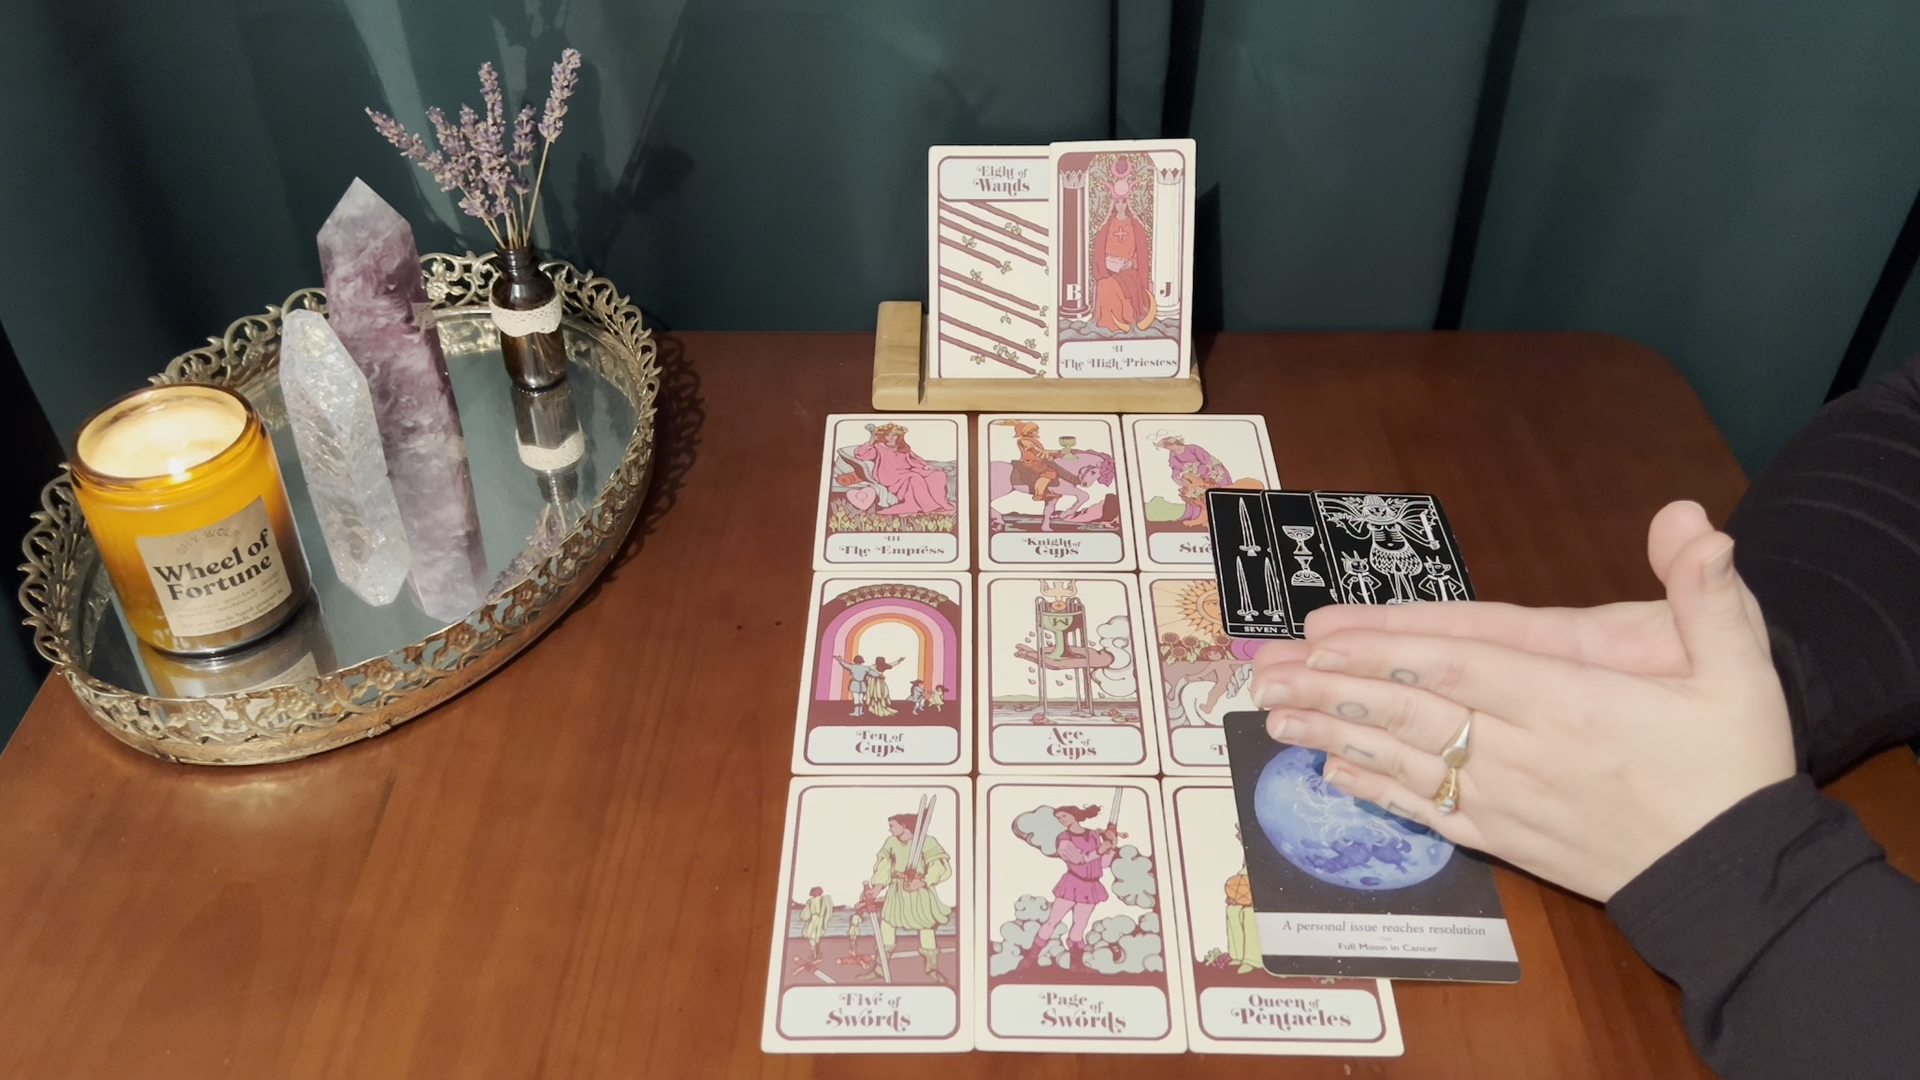 Eight of
Wands
B
J
II
The High Priestess
III
The Empress
Knight of
Cups
SHY WOLF
Wheel of
Fortune
SEVEN
Ten of
Cups
Ace of
Cups
W
A personal issue reaches resolution
Full Moon in Cancer
Five of
Swords
Page of
Swords
Queen of
Pentacles